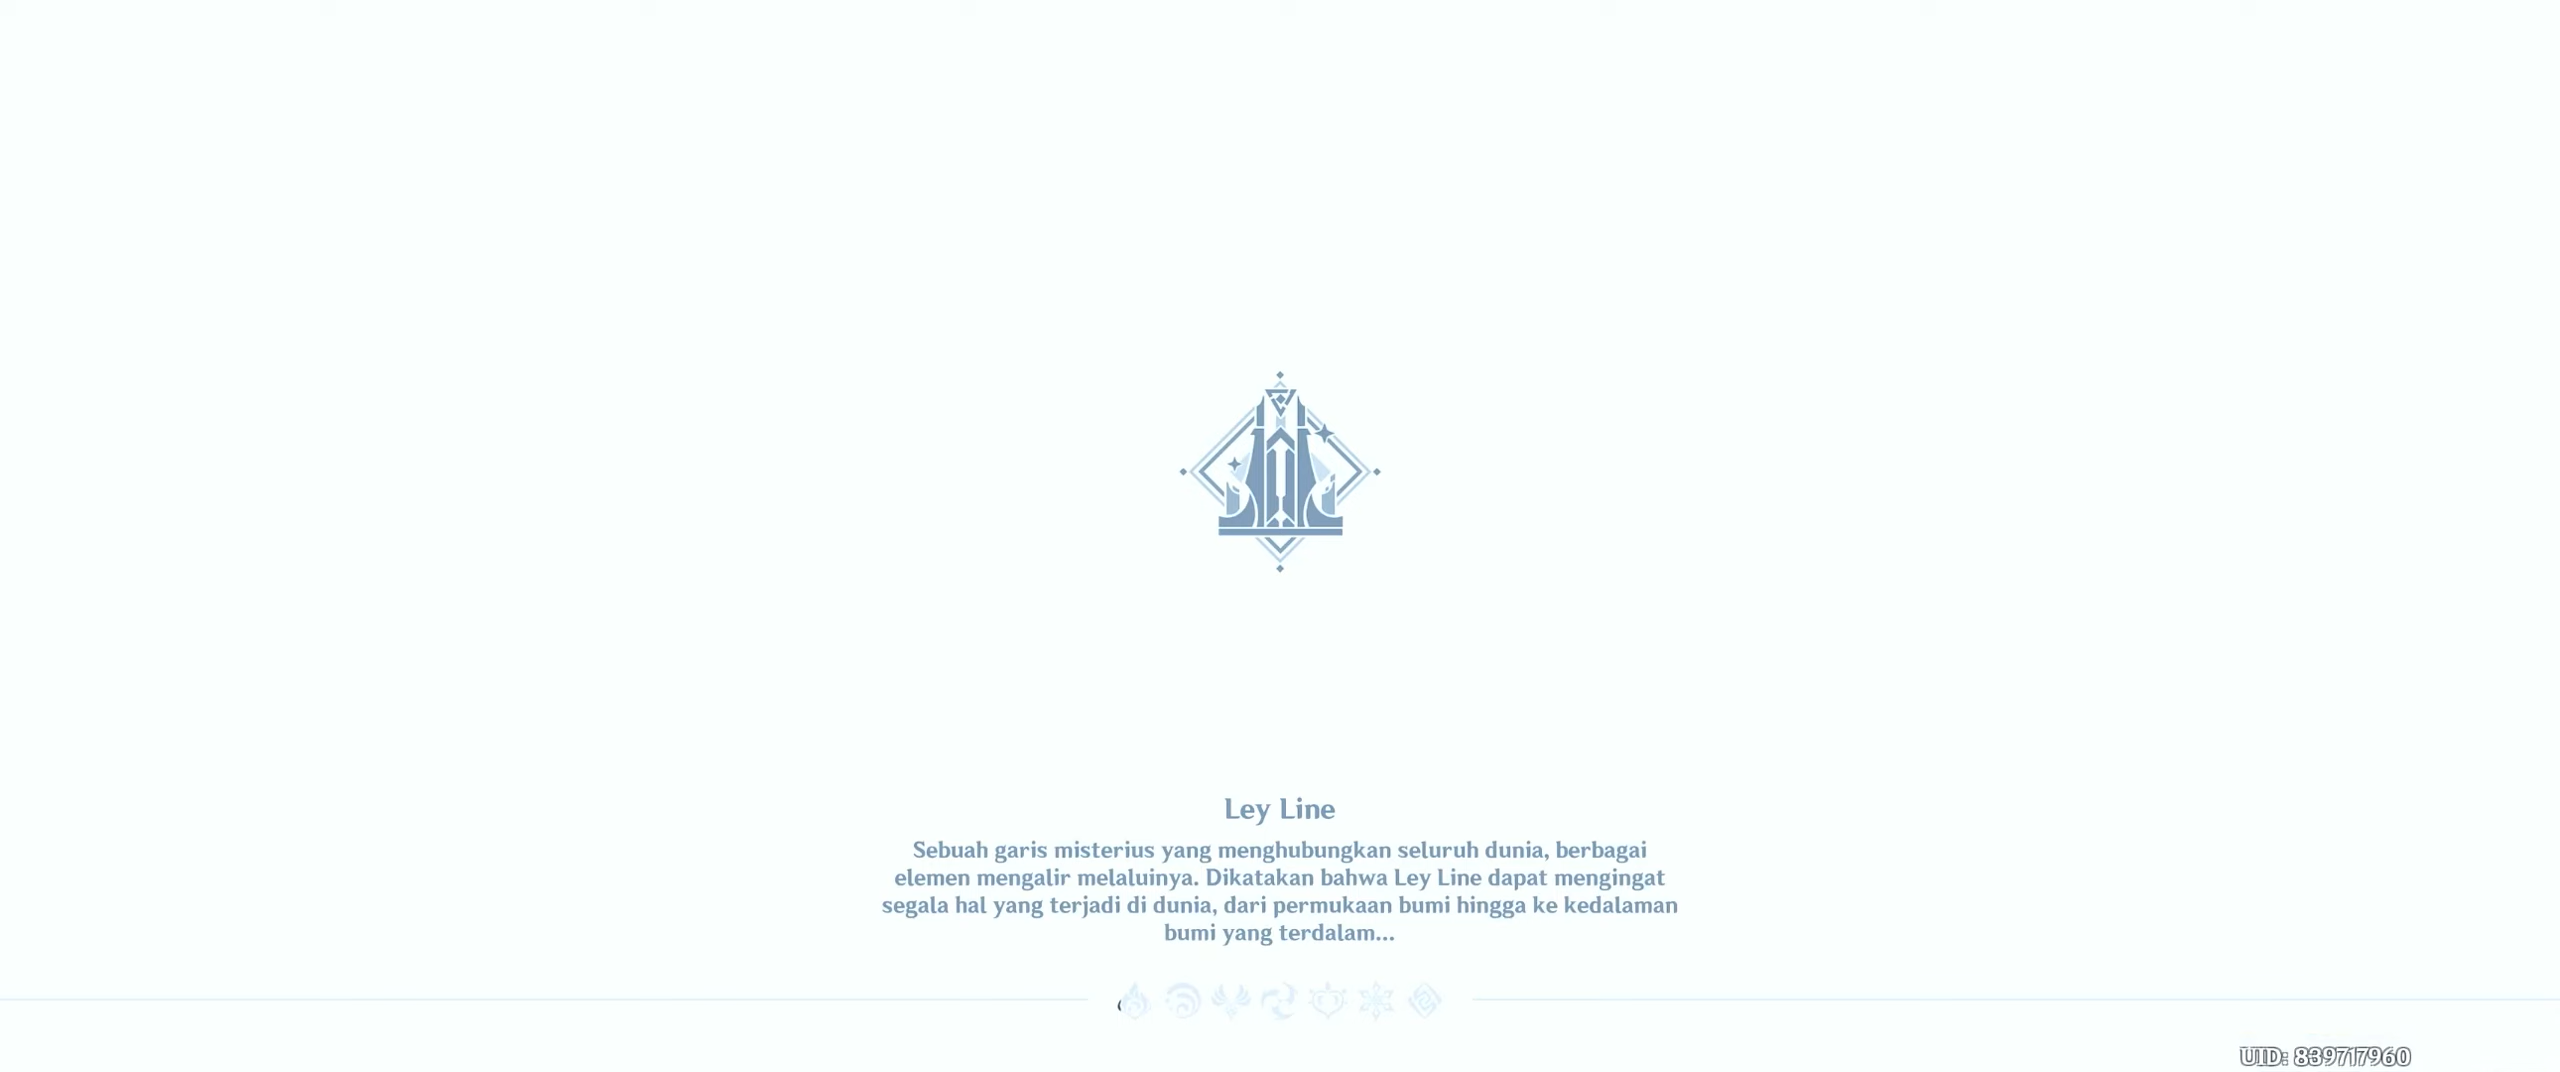 Ley Line
Sebuah garis misterius yang menghubungkan seluruh dunia, berbagai
elemen mengalir melaluinya. Dikatakan bahwa Ley Line dapat mengingat
segala hal yang terjadi di dunia, dari permukaan bumi hingga ke kedalaman
bumi yang terdalam...
UID: 839717960